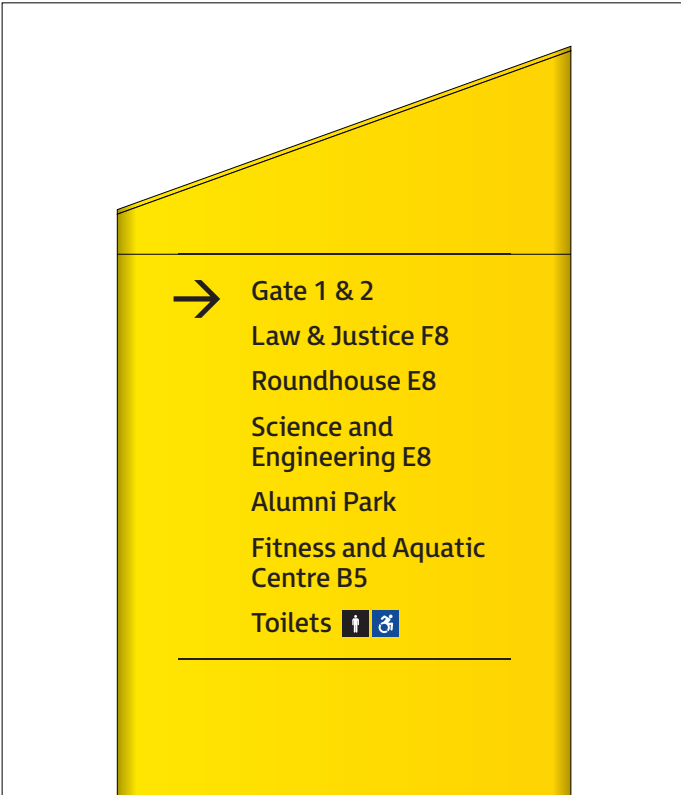 Gate 1 & 2
Law & Justice F8
Roundhouse E8
Science and
Engineering E8
Alumni Park
Fitness and Aquatic
Centre B5
Toilets